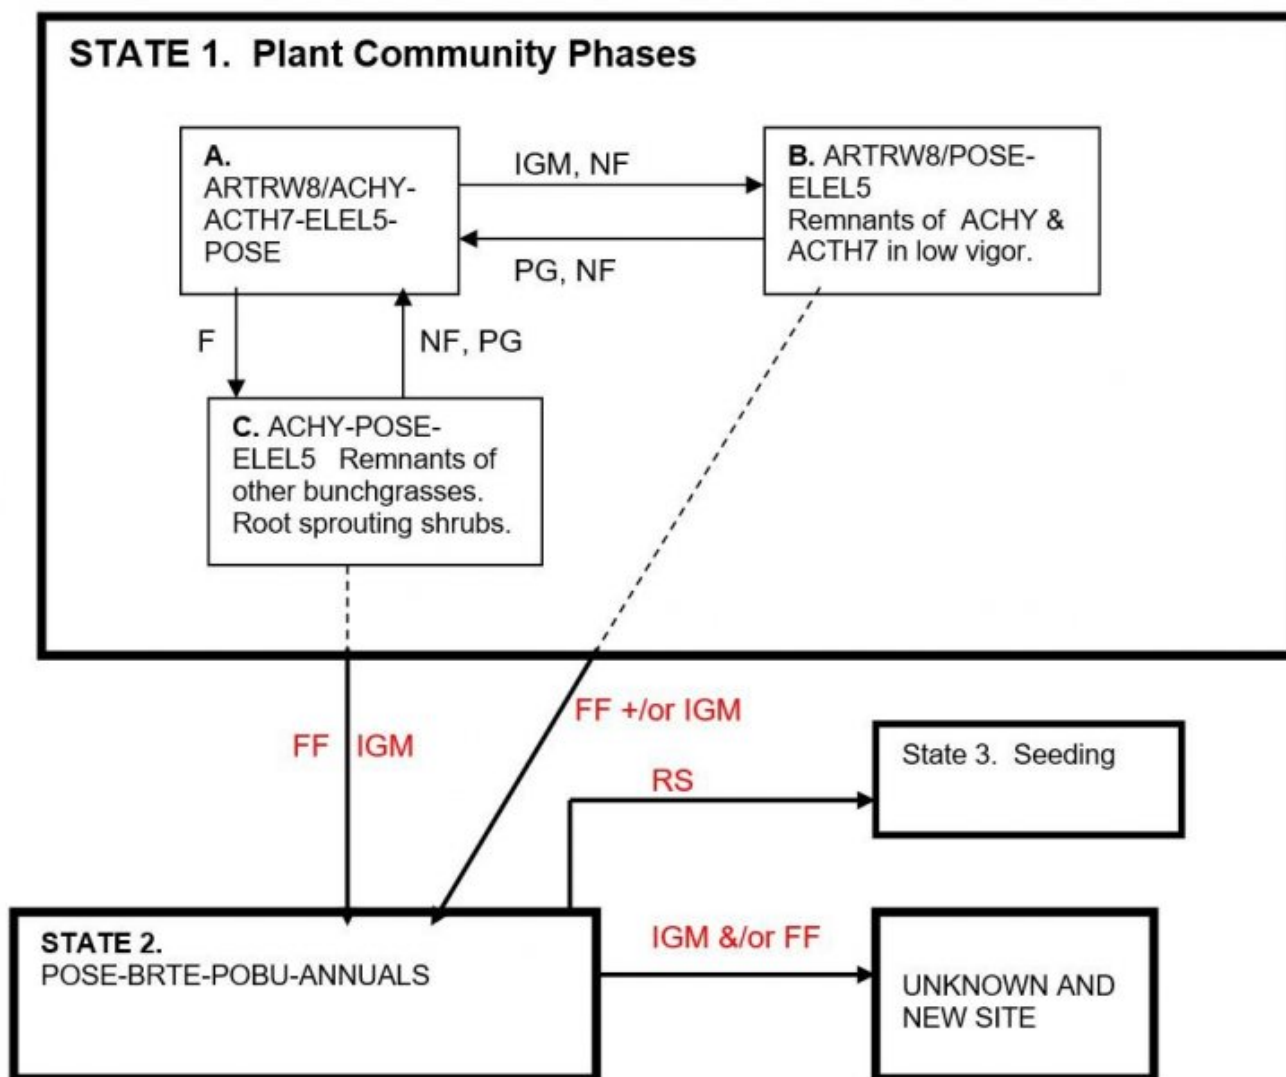 STATE 1.  Plant Community Phases
A.
ARTRW8/ACHY-
ACTH7-ELEL5-
POSE
IGM, NF
PG, NF
B. ARTRW8/POSE-
ELEL5
Remnants of  ACHY &
ACTH7 in low vigor.
F
NF, PG
C. ACHY-POSE-
ELEL5   Remnants of
other bunchgrasses.
Root sprouting shrubs.
FF IGM
FF +/or IGM
RS
State 3.  Seeding
STATE 2.
POSE-BRTE-POBU-ANNUALS
IGM &/or FF
UNKNOWN AND
NEW SITE